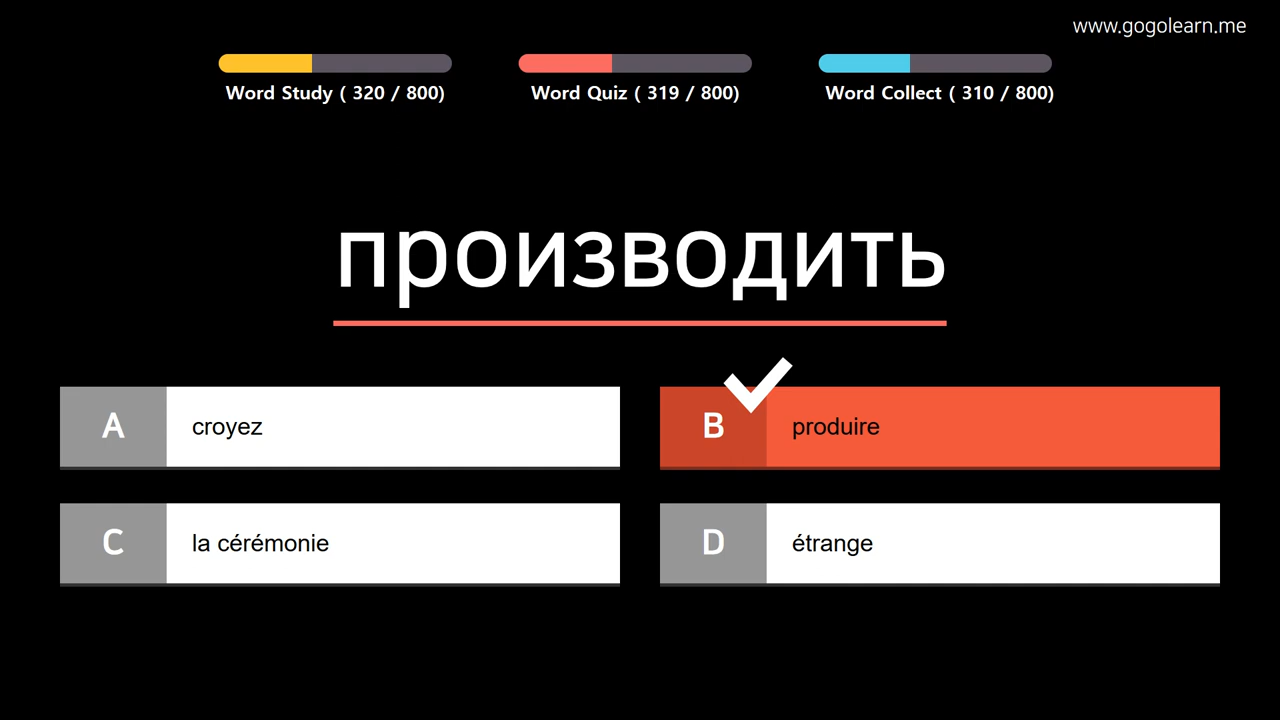 www.gogolearn.me
Word Study ( 320 / 800)
Word Quiz ( 319 / 800)
Word Collect ( 310 / 800)
производить
A croyez
B produire
C la cérémonie
D étrange